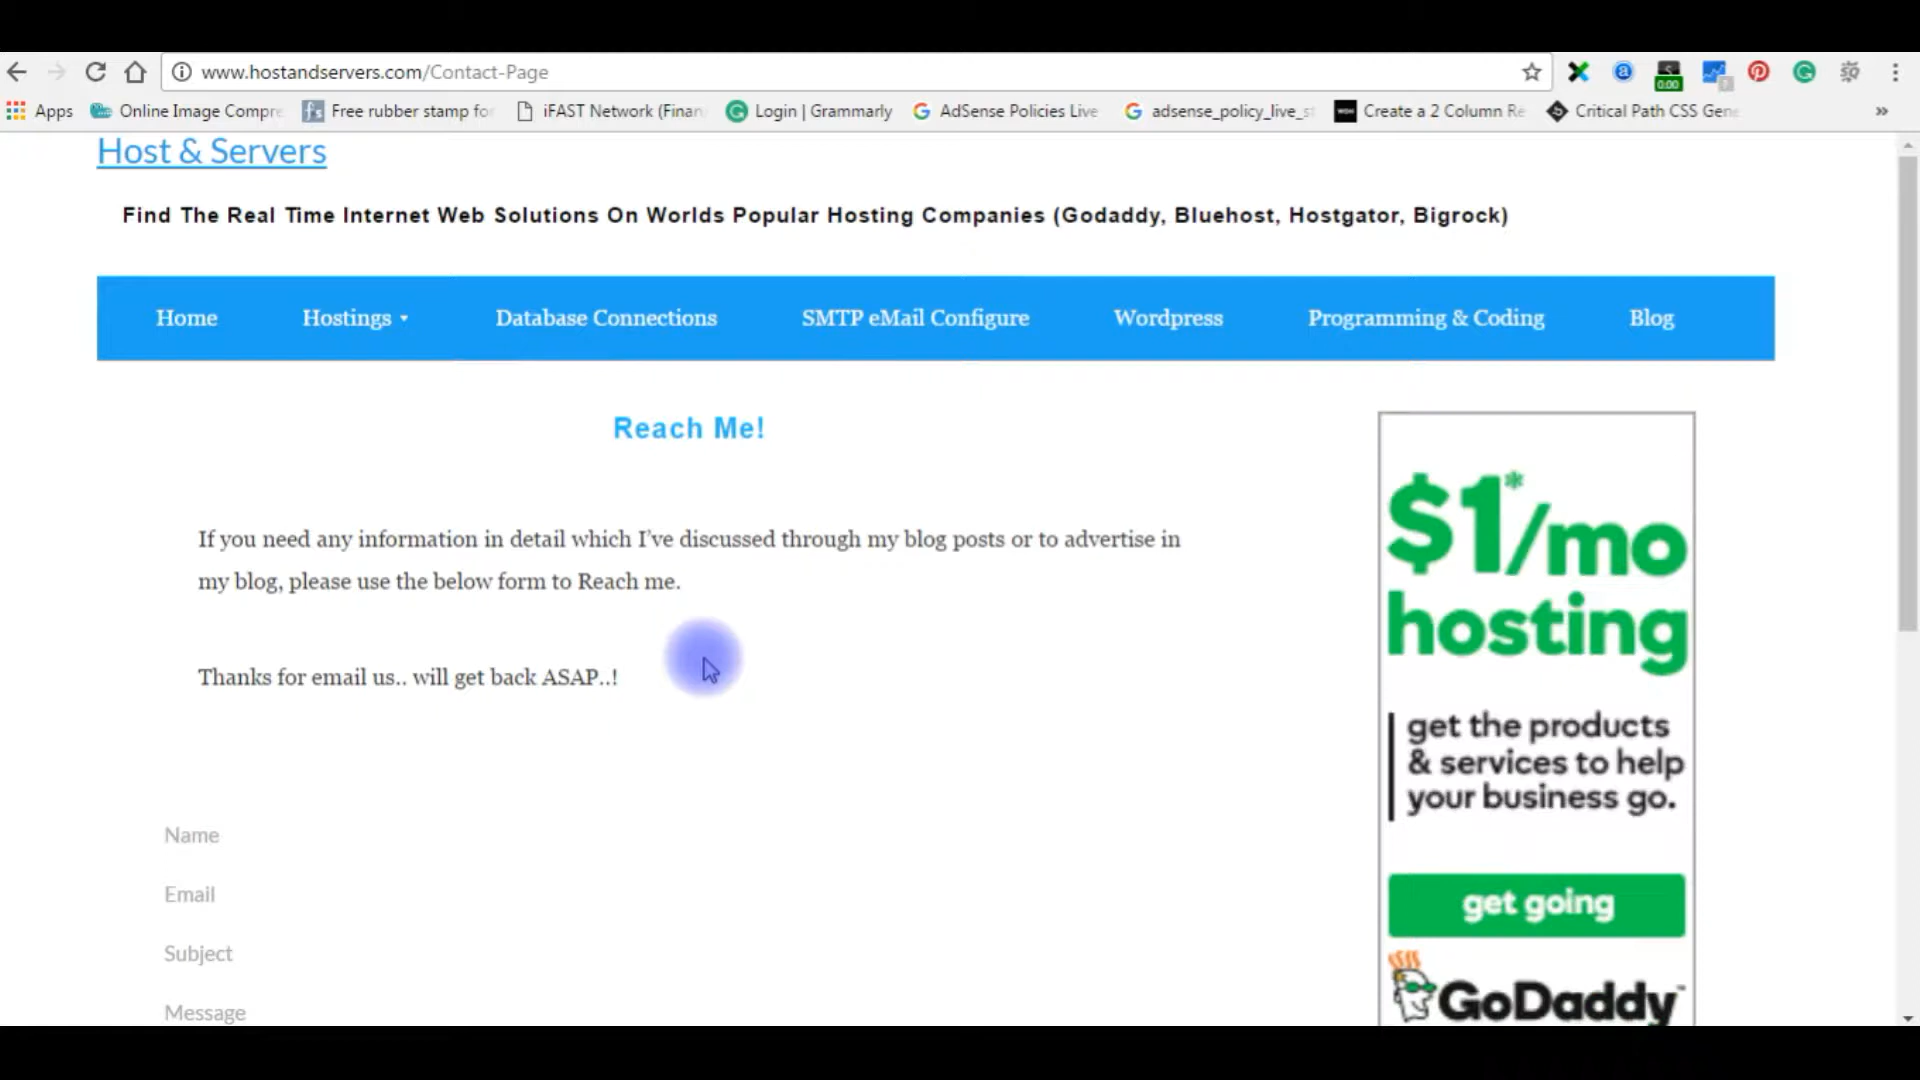 www.hostandservers.com/Contact-Page
0:00
Apps Online Image Compre Free rubber stamp for iFAST Network (Finan Login | Grammarly AdSense Policies Live adsense_policy_live_st Create a 2 Column Re Critical Path CSS Gene »
Host & Servers
Find The Real Time Internet Web Solutions On Worlds Popular Hosting Companies (Godaddy, Bluehost, Hostgator, Bigrock)
Home Hostings Database Connections SMTP eMail Configure Wordpress Programming & Coding Blog
Reach Me!
If you need any information in detail which I've discussed through my blog posts or to advertise in
my blog, please use the below form to Reach me.
Thanks for email us.. will get back ASAP..!
Name
Email
Subject
Message
$1*/mo
hosting
get the products
& services to help
your business go.
get going
GoDaddy™